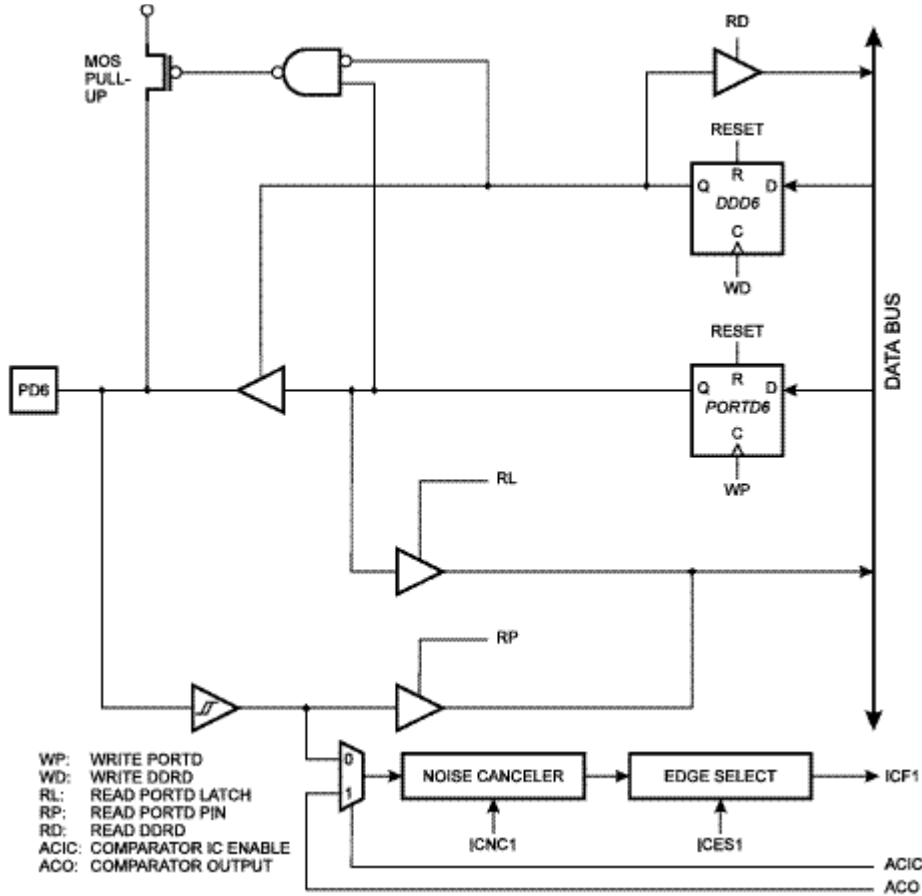 RD
MOS
PULL-
UP
RESET
R
Q
D
DDD6
C
WD
RESET
R
Q
D
PORTD6
C
WP
DATA BUS
PD6
RL
RP
0
1
NOISE CANCELER
EDGE SELECT
ICF1
ICNC1
ICES1
ACIC
ACO
WP: WRITE PORTD
WD: WRITE DDRD
RL: READ PORTD LATCH
RP: READ PORTD PIN
RD: READ DDRD
ACIC: COMPARATOR IC ENABLE
ACO: COMPARATOR OUTPUT